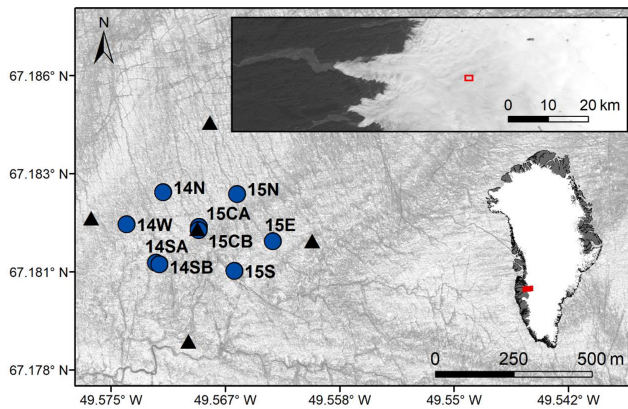 N
67.186° N
67.183° N
67.181° N
67.178° N
0 10 20 km
14N
15N
14W
15CA
15E
15CB
14SA
14SB
15S
0 250 500 m
49.575° W
49.567° W
49.558° W
49.55° W
49.542° W